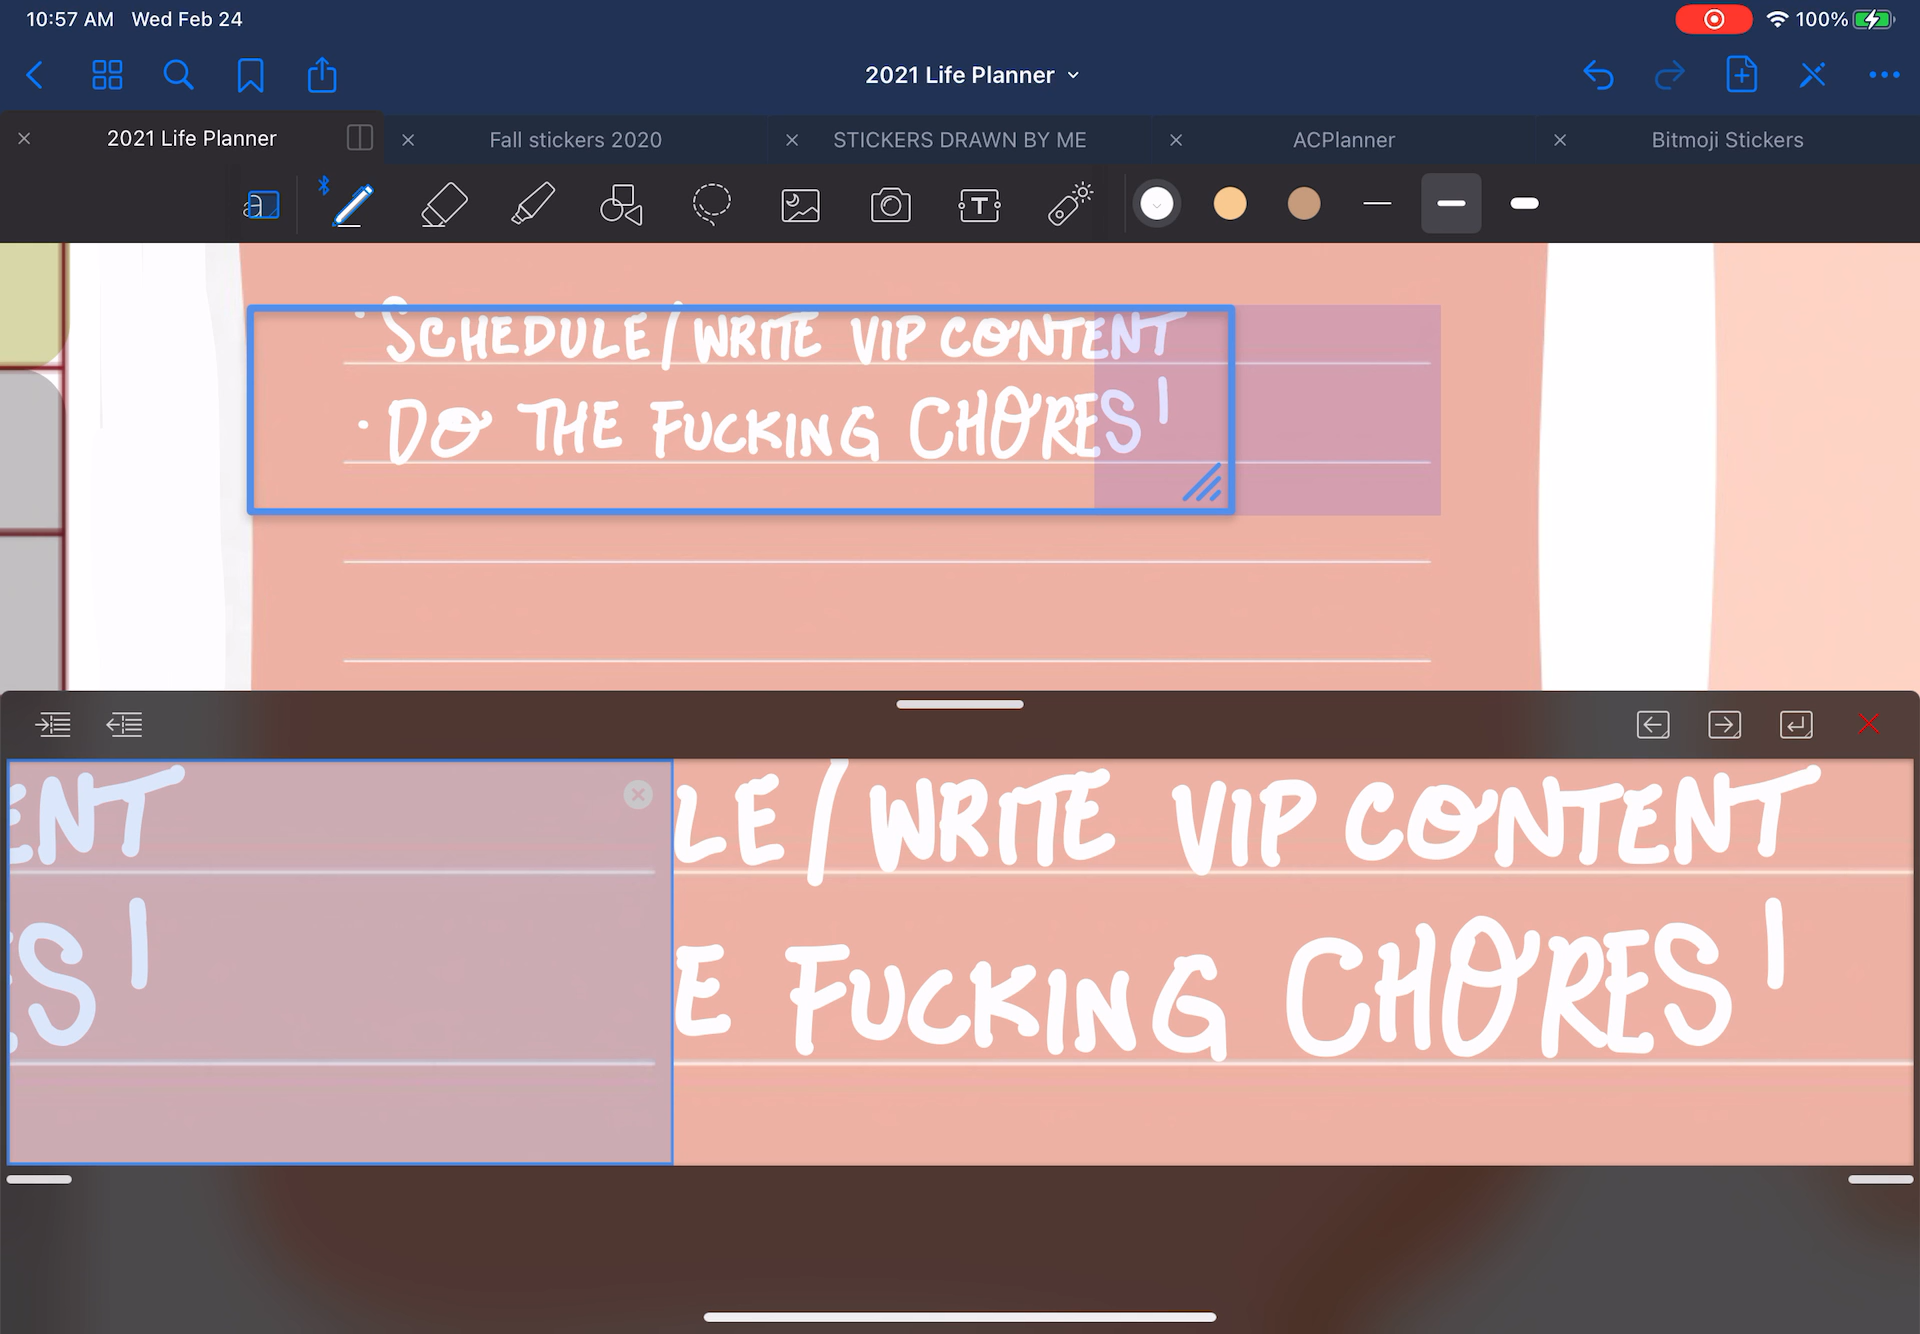 10:57 AM Wed Feb 24
100%
2021 Life Planner
2021 Life Planner
Fall stickers 2020
STICKERS DRAWN BY ME
ACPlanner
Bitmoji Stickers
a
T
· SCHEDULE/WRITE VIP CONTENT
· DO THE FUCKING CHORES'
ENT
LE/WRITE VIP CONTENT
ES'
E FUCKING CHORES'